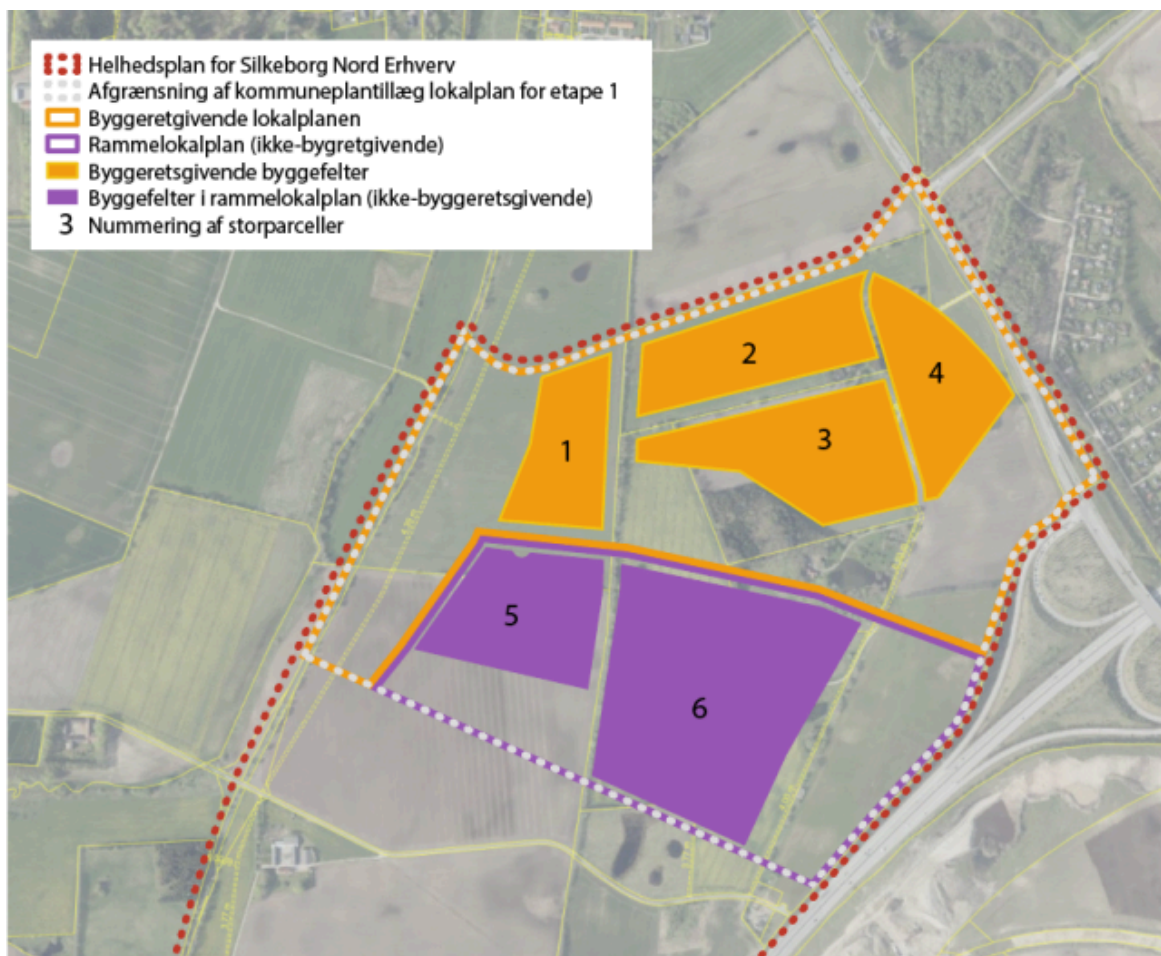 Helhedsplan for Silkeborg Nord Erhverv
Afgrænsning af kommuneplantillæg lokalplan for etape 1
Byggeretgivende lokalplanen
Rammelokalplan (ikke-bygretgivende)
Byggeretsgivende byggefelter
Byggefelter i rammelokalplan (ikke-byggeretsgivende)
3 Nummering af storparceller
2
4
1
3
5
6